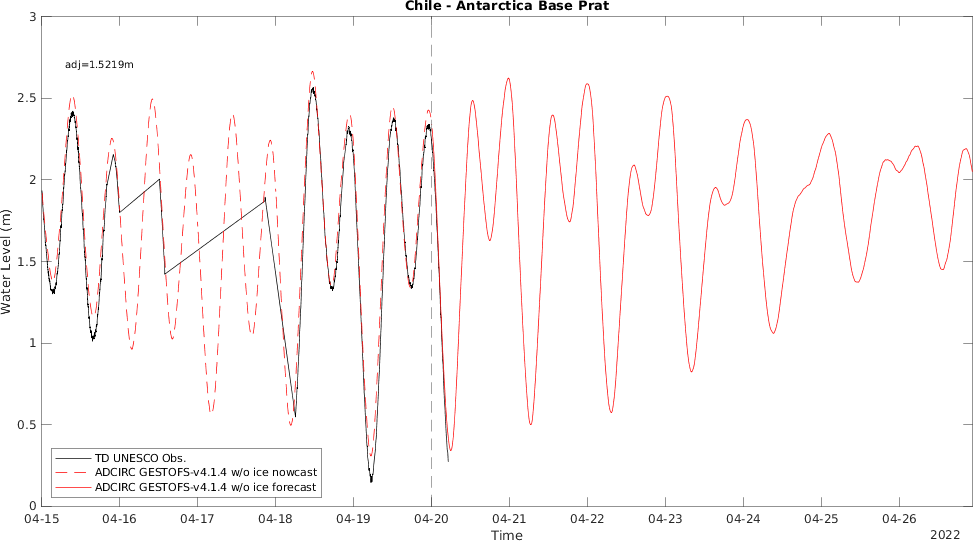 Chile - Antarctica Base Prat
3
adj=1.5219m
2.5
2
1.5
1
0.5
0
Water Level (m)
TD UNESCO Obs.
ADCIRC GESTOFS-v4.1.4 w/o ice nowcast
ADCIRC GESTOFS-v4.1.4 w/o ice forecast
04-15 04-16 04-17 04-18 04-19 04-20 04-21 04-22 04-23 04-24 04-25 04-26
Time
2022